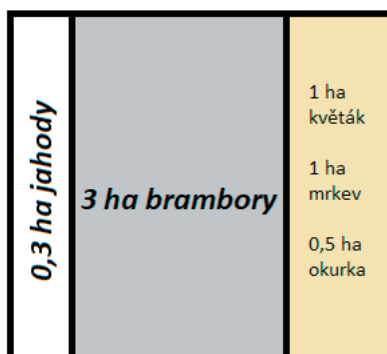 0,3 ha jahody
3 ha brambory
1 ha
květák
1 ha
mrkev
0,5 ha
okurka